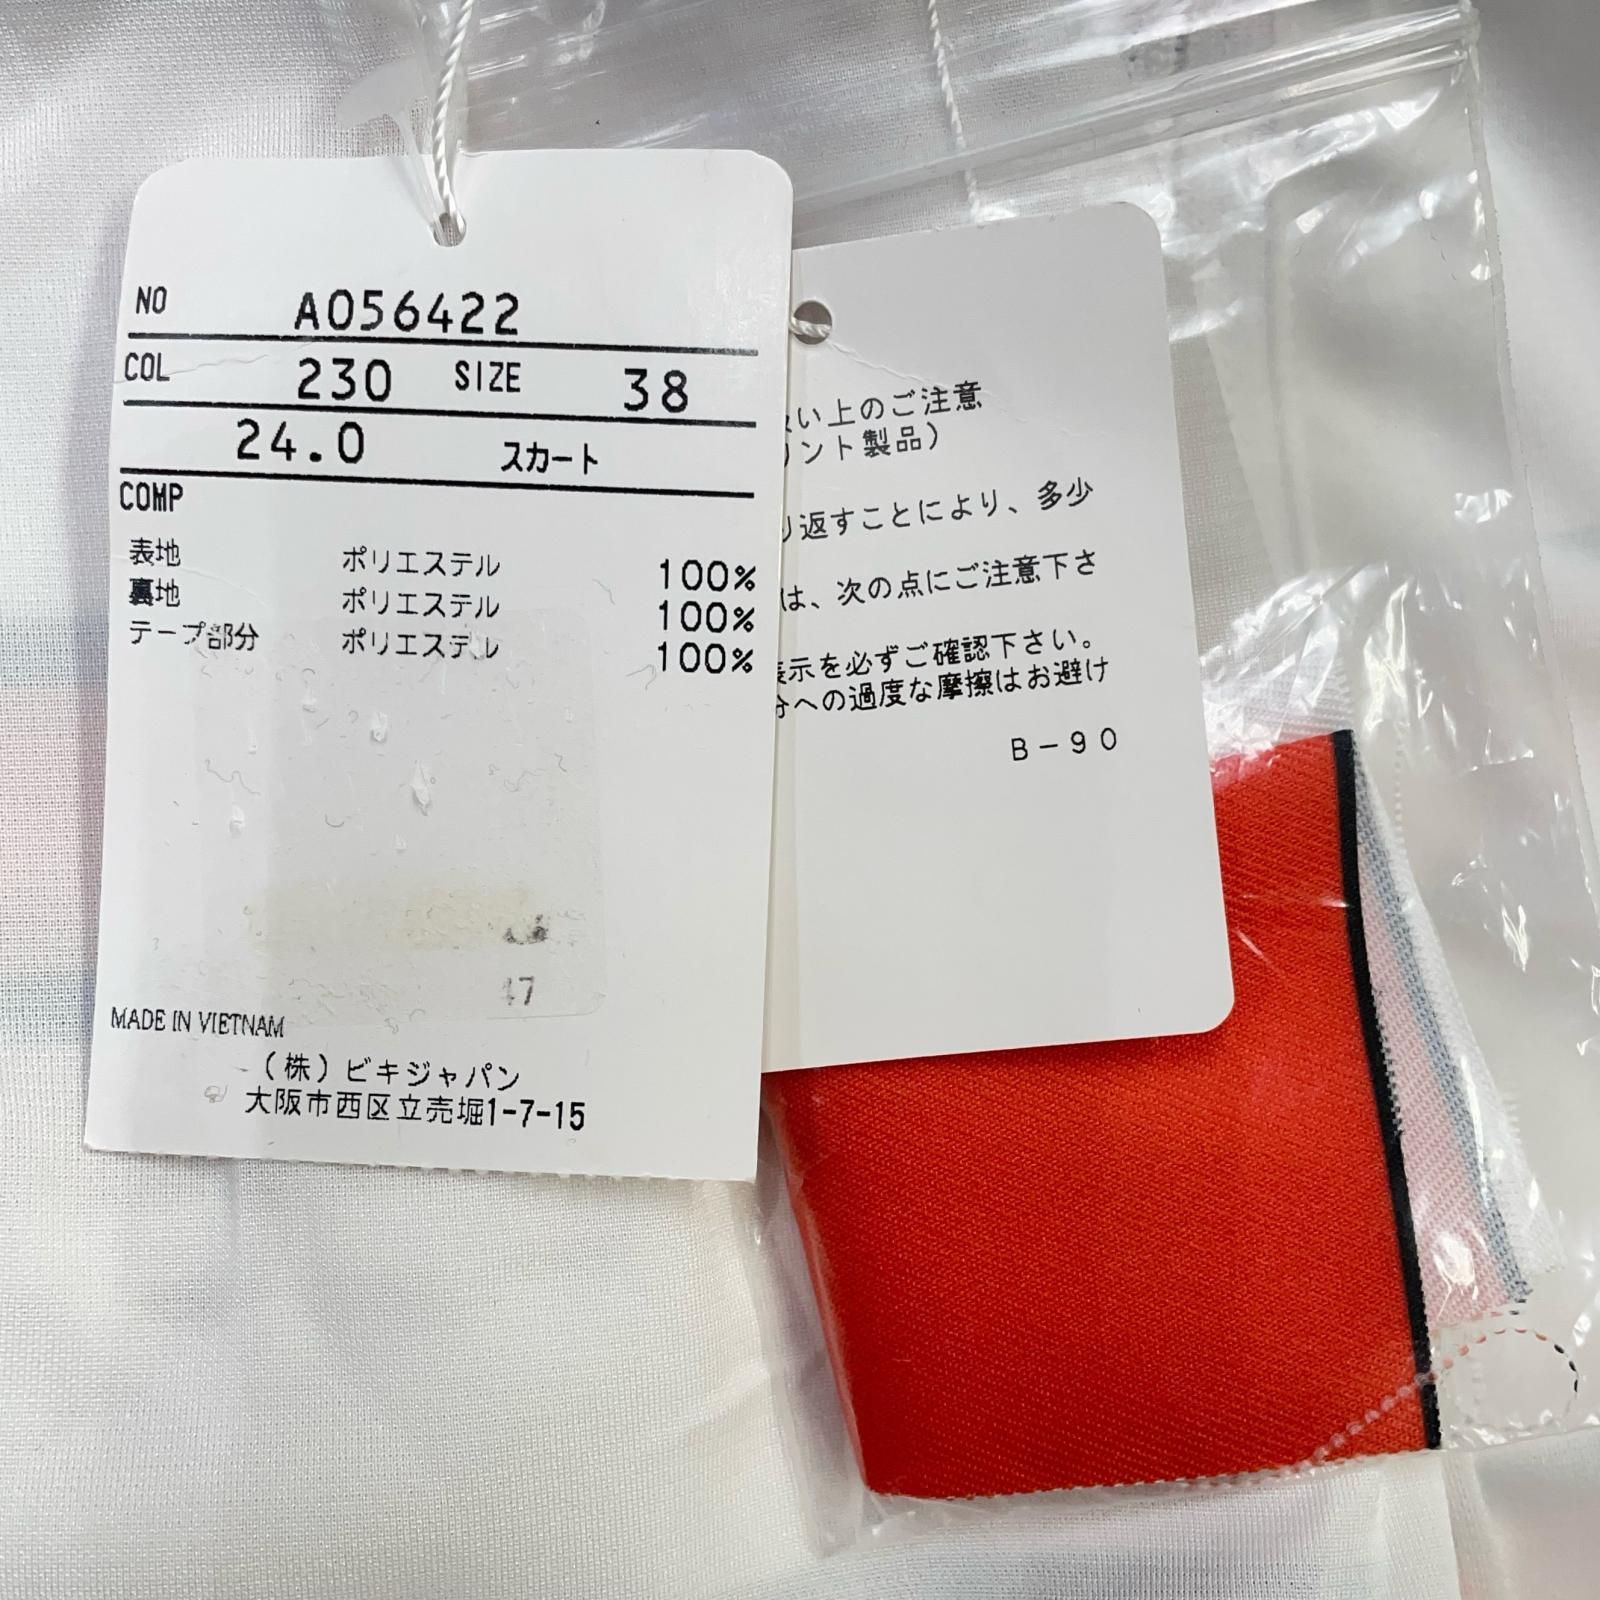 NO A056422
COL 230 SIZE 38
24.0 スカート
COMP
表地 ポリエステル 100%
裏地 ポリエステル 100%
テープ部分 ポリエステル 100%
47
MADE IN VIETNAM
(株)ビキジャパン
大阪市西区立売堀1-7-15
い上のご注意
ント製品)
り返すことにより、多少
は、次の点にご注意下さ
表示を必ずご確認下さい。
分への過度な摩擦はお避け
B-90